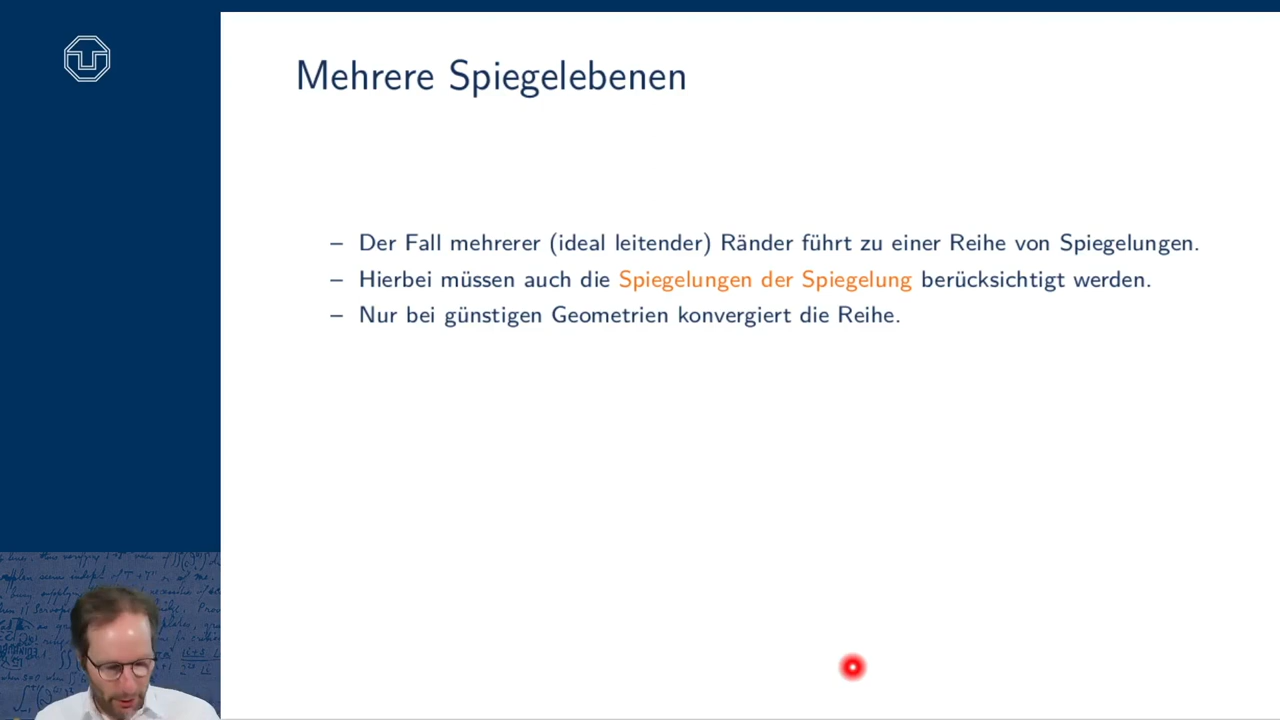 Mehrere Spiegelebenen
– Der Fall mehrerer (ideal leitender) Ränder führt zu einer Reihe von Spiegelungen.
– Hierbei müssen auch die Spiegelungen der Spiegelung berücksichtigt werden.
– Nur bei günstigen Geometrien konvergiert die Reihe.